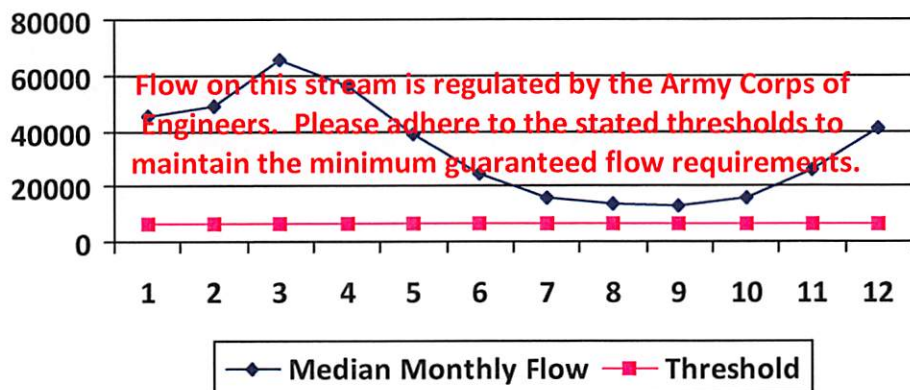 80000
60000
40000
20000
0
Flow on this stream is regulated by the Army Corps of
Engineers. Please adhere to the stated thresholds to
maintain the minimum guaranteed flow requirements.
1 2 3 4 5 6 7 8 9 10 11 12
Median Monthly Flow Threshold